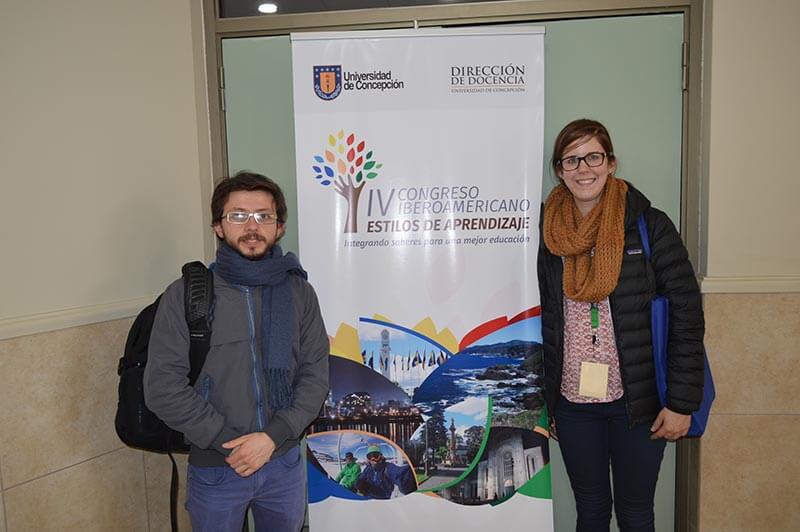 Universidad
de Concepción
DIRECCIÓN
DE DOCENCIA
UNIVERSIDAD DE CONCEPCIÓN
IV CONGRESO
IBEROAMERICANO
ESTILOS DE APRENDIZAJE
Integrando saberes para una mejor educación